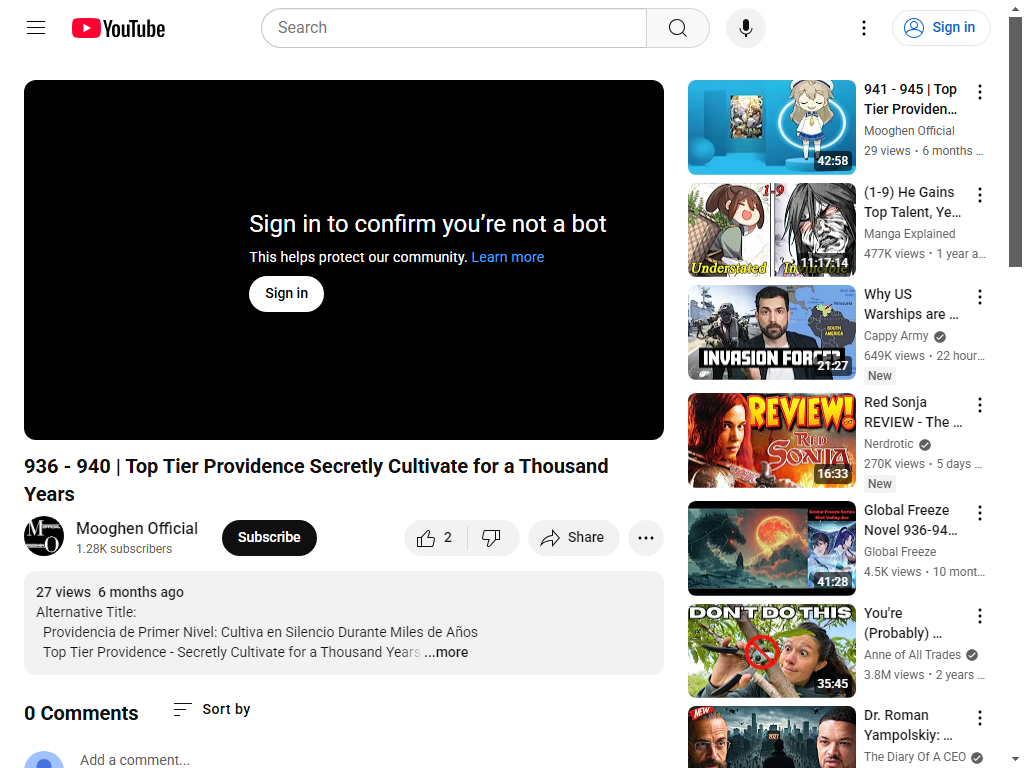 YouTube
Search
Sign in
Sign in to confirm you’re not a bot
This helps protect our community. Learn more
Sign in
936 - 940 | Top Tier Providence Secretly Cultivate for a Thousand
Years
Mooghen Official
1.28K subscribers
Subscribe
2
Share
27 views 6 months ago
Alternative Title:
Providencia de Primer Nivel: Cultiva en Silencio Durante Miles de Años
Top Tier Providence - Secretly Cultivate for a Thousand Years ...more
0 Comments
Sort by
Add a comment...
42:58
941 - 945 | Top
Tier Providen...
Mooghen Official
29 views • 6 months ...
1-9
Understated
Invincible
11:17:14
(1-9) He Gains
Top Talent, Ye...
Manga Explained
477K views • 1 year a...
Venezuela
SOUTH
AMERICA
INVASION FORCE?
21:27
Why US
Warships are ...
Cappy Army
649K views • 22 hour...
New
REVIEW!
RED
SONJA
16:33
Red Sonja
REVIEW - The ...
Nerdrotic
270K views • 5 days ...
New
Global Freeze Series
41:28
Global Freeze
Novel 936-94...
Global Freeze
4.5K views • 10 mont...
DON'T DO THIS
35:45
You're
(Probably) ...
Anne of All Trades
3.8M views • 2 years ...
NEW
2027
Dr. Roman
Yampolskiy: ...
The Diary Of A CEO